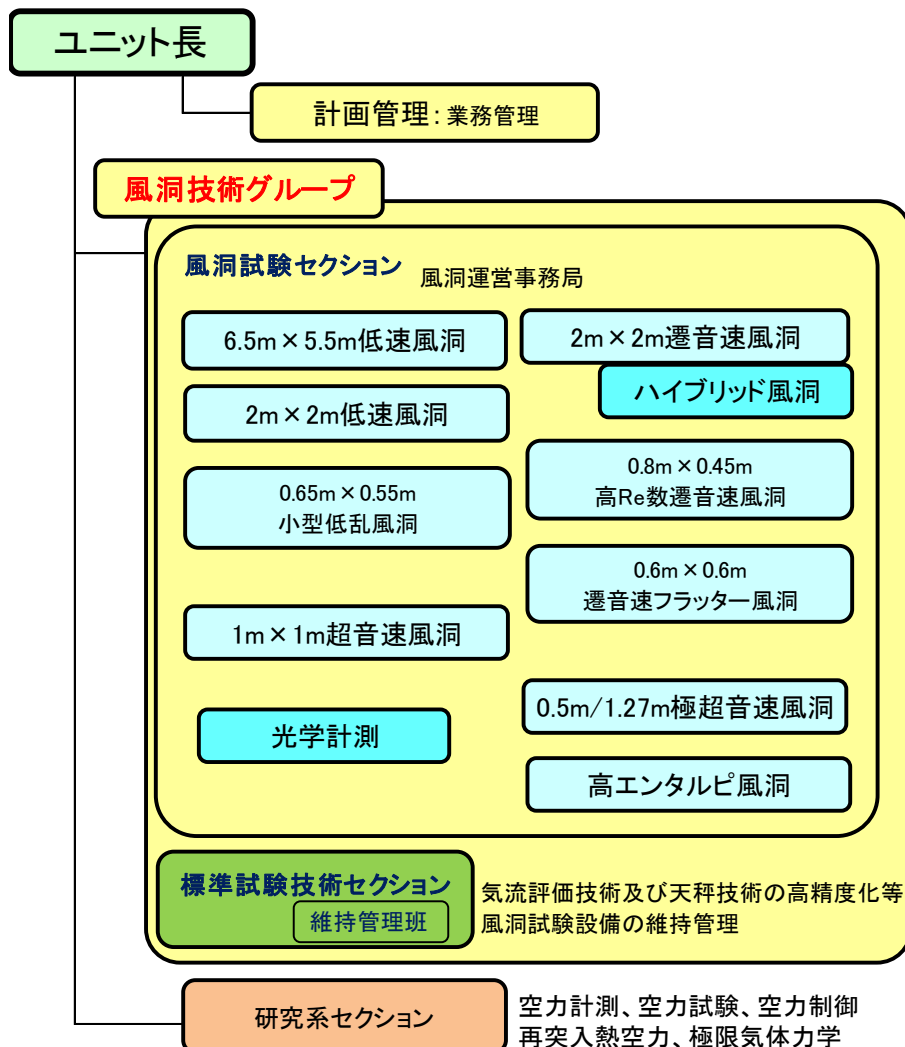 ユニット長
計画管理：業務管理
風洞技術グループ
風洞試験セクション 風洞運営事務局
6.5m×5.5m低速風洞
2m×2m遷音速風洞
ハイブリッド風洞
2m×2m低速風洞
0.65m×0.55m
小型低乱風洞
0.8m×0.45m
高Re数遷音速風洞
0.6m×0.6m
遷音速フラッター風洞
1m×1m超音速風洞
0.5m/1.27m極超音速風洞
光学計測
高エンタルピ風洞
標準試験技術セクション
維持管理班
気流評価技術及び天秤技術の高精度化等
風洞試験設備の維持管理
研究系セクション
空力計測、空力試験、空力制御
再突入熱空力、極限気体力学